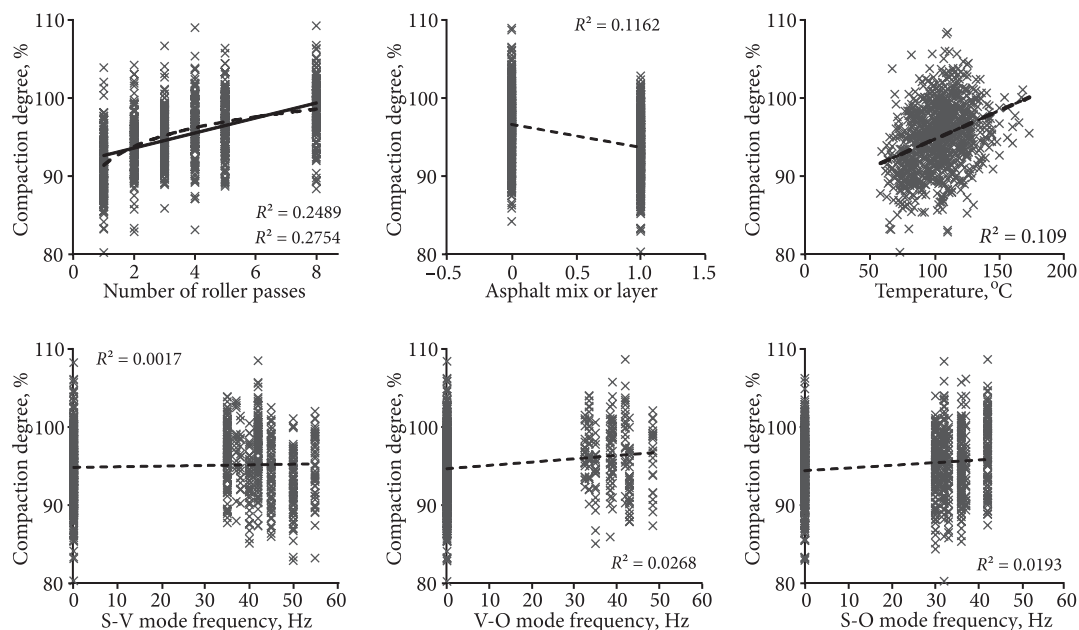 Compaction degree, %
110
100
90
80
R² = 0.2489
R² = 0.2754
0 2 4 6 8
Number of roller passes
Compaction degree, %
110
100
90
80
R² = 0.1162
−0.5 0 0.5 1.0 1.5
Asphalt mix or layer
Compaction degree, %
110
100
90
80
R² = 0.109
0 50 100 150 200
Temperature, °C
Compaction degree, %
110
100
90
80
R² = 0.0017
0 10 20 30 40 50 60
S-V mode frequency, Hz
Compaction degree, %
110
100
90
80
R² = 0.0268
0 10 20 30 40 50 60
V-O mode frequency, Hz
Compaction degree, %
110
100
90
80
R² = 0.0193
0 10 20 30 40 50 60
S-O mode frequency, Hz